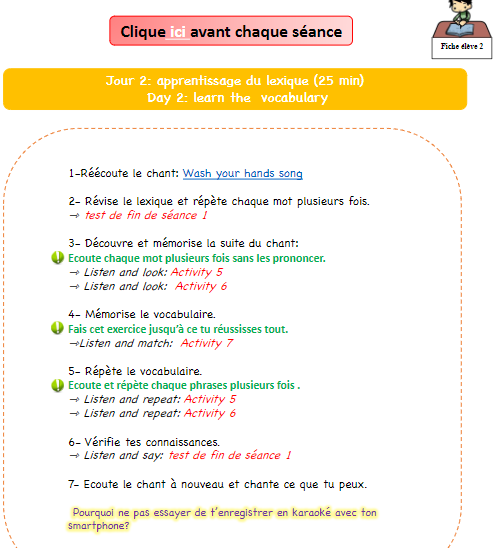 Clique ici avant chaque séance
Fiche élève 2
Jour 2: apprentissage du lexique (25 min)
Day 2: learn the vocabulary
1-Réécoute le chant: Wash your hands song
2- Révise le lexique et répète chaque mot plusieurs fois.
→ test de fin de séance 1
3- Découvre et mémorise la suite du chant:
Ecoute chaque mot plusieurs fois sans les prononcer.
→ Listen and look: Activity 5
→ Listen and look: Activity 6
4- Mémorise le vocabulaire.
Fais cet exercice jusqu'à ce tu réussisses tout.
→Listen and match: Activity 7
5- Répète le vocabulaire.
Ecoute et répète chaque phrases plusieurs fois .
→ Listen and repeat: Activity 5
→ Listen and repeat: Activity 6
6- Vérifie tes connaissances.
→ Listen and say: test de fin de séance 1
7- Ecoute le chant à nouveau et chante ce que tu peux.
Pourquoi ne pas essayer de t'enregistrer en karaoké avec ton
smartphone?